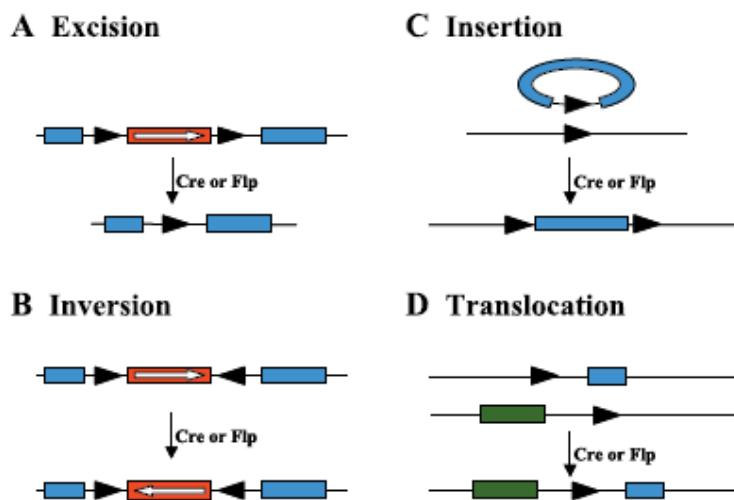 A Excision
Cre or Flp
B Inversion
Cre or Flp
C Insertion
Cre or Flp
D Translocation
Cre or Flp